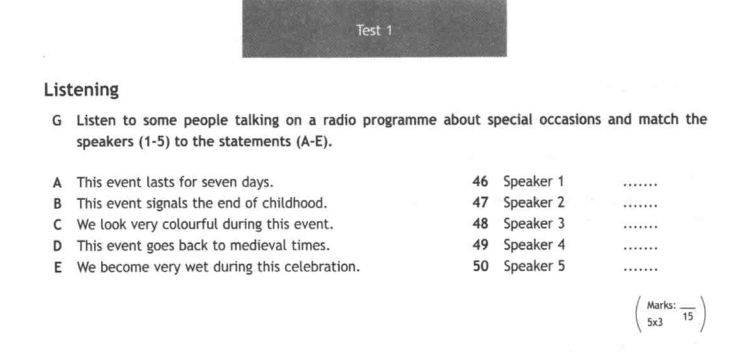 Test 1
Listening
G Listen to some people talking on a radio programme about special occasions and match the
speakers (1-5) to the statements (A-E).
A This event lasts for seven days.
B This event signals the end of childhood.
C We look very colourful during this event.
D This event goes back to medieval times.
E We become very wet during this celebration.
46 Speaker 1 .......
47 Speaker 2 .......
48 Speaker 3 .......
49 Speaker 4 .......
50 Speaker 5 .......
Marks: __
5x3 15